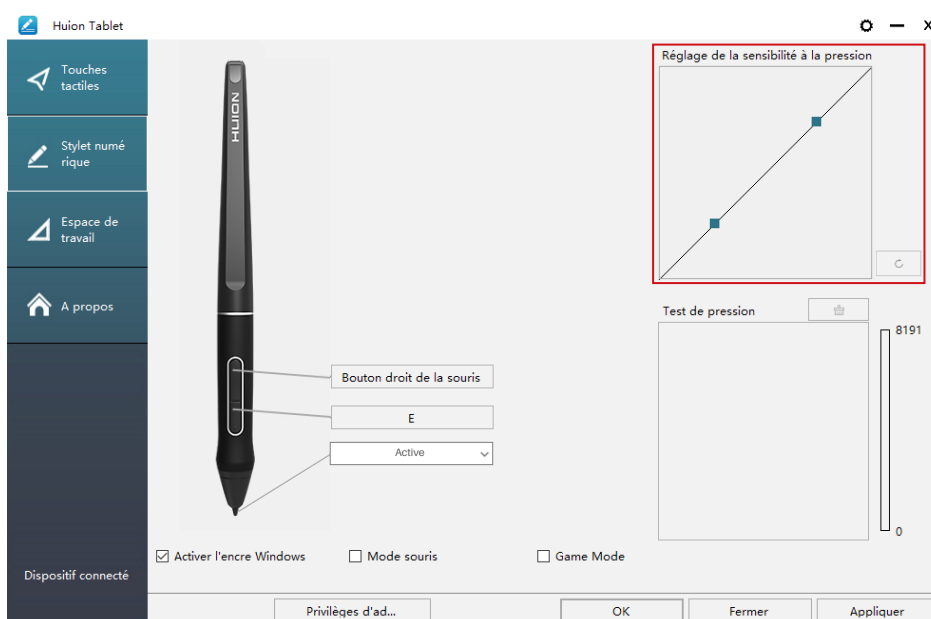 Huion Tablet
Touches
tactiles
Stylet numé
rique
Espace de
travail
A propos
Dispositif connecté
HUION
Bouton droit de la souris
E
Active
Activer l'encre Windows
Mode souris
Game Mode
Réglage de la sensibilité à la pression
Test de pression
8191
0
Privilèges d'ad...
OK
Fermer
Appliquer